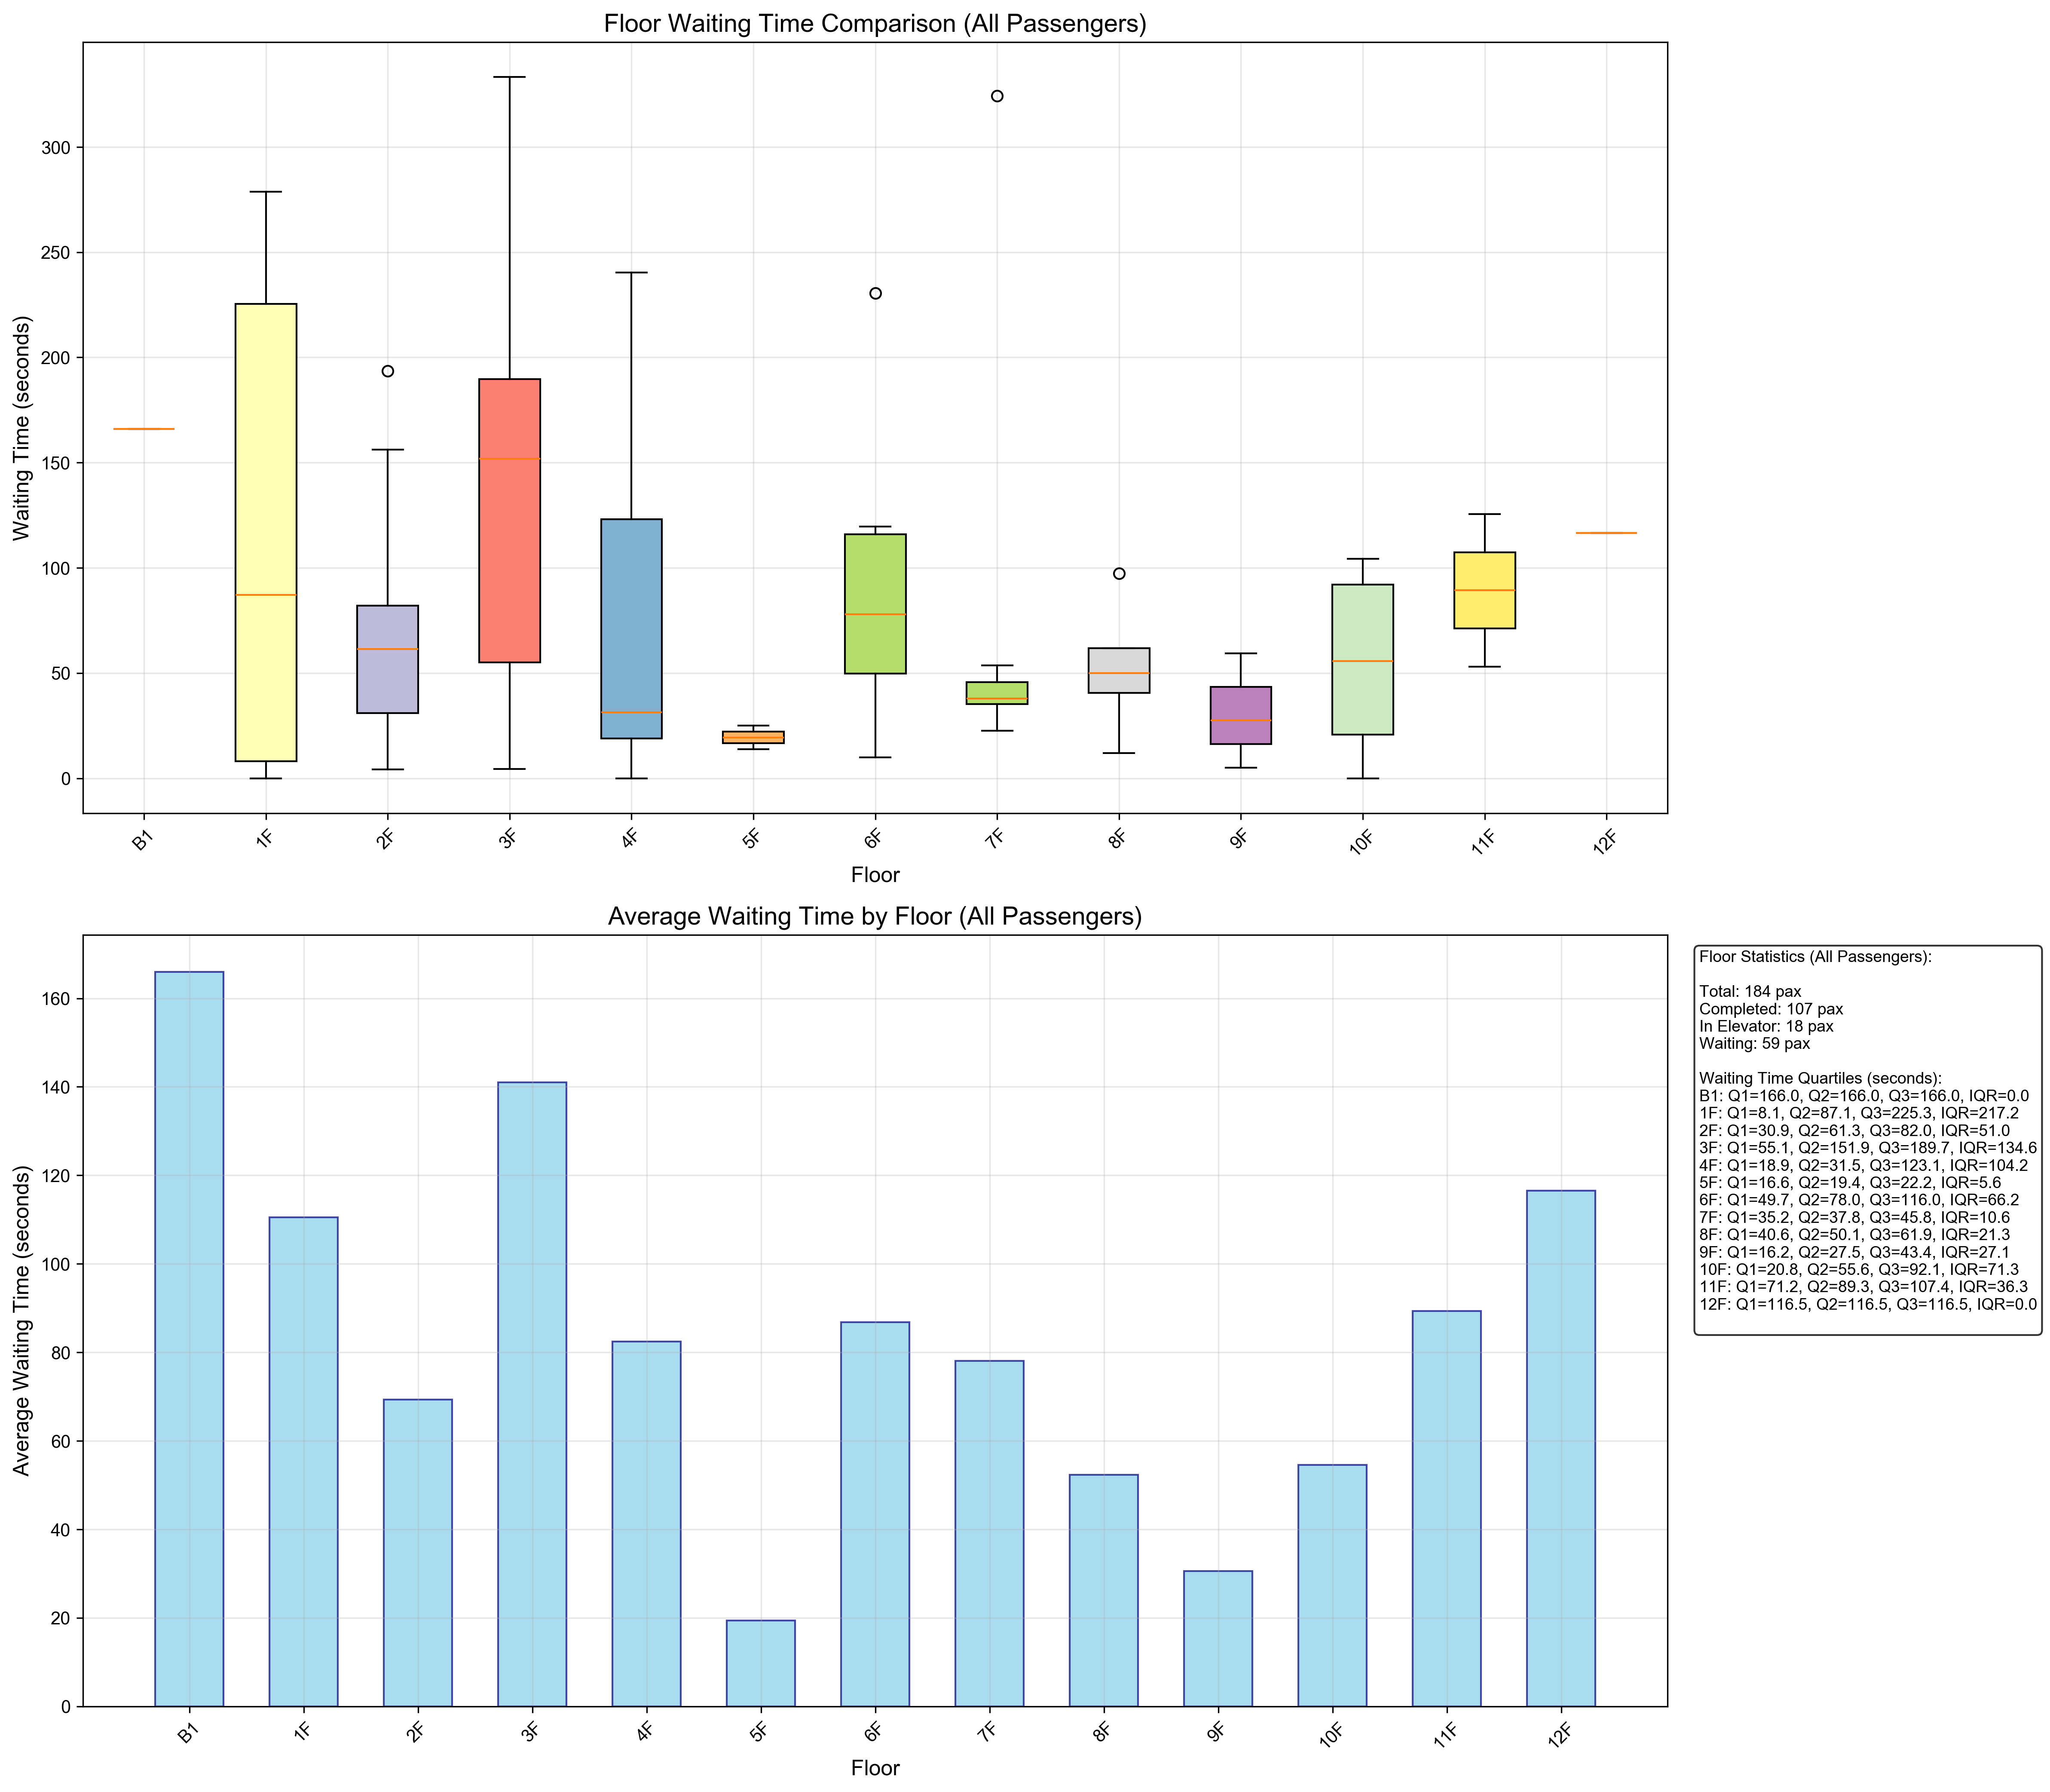 Floor Waiting Time Comparison (All Passengers)
Waiting Time (seconds)
300
250
200
150
100
50
0
B1 1F 2F 3F 4F 5F 6F 7F 8F 9F 10F 11F 12F
Floor
Average Waiting Time by Floor (All Passengers)
Average Waiting Time (seconds)
160
140
120
100
80
60
40
20
0
B1 1F 2F 3F 4F 5F 6F 7F 8F 9F 10F 11F 12F
Floor
Floor Statistics (All Passengers):
Total: 184 pax
Completed: 107 pax
In Elevator: 18 pax
Waiting: 59 pax
Waiting Time Quartiles (seconds):
B1: Q1=166.0, Q2=166.0, Q3=166.0, IQR=0.0
1F: Q1=8.1, Q2=87.1, Q3=225.3, IQR=217.2
2F: Q1=30.9, Q2=61.3, Q3=82.0, IQR=51.0
3F: Q1=55.1, Q2=151.9, Q3=189.7, IQR=134.6
4F: Q1=18.9, Q2=31.5, Q3=123.1, IQR=104.2
5F: Q1=16.6, Q2=19.4, Q3=22.2, IQR=5.6
6F: Q1=49.7, Q2=78.0, Q3=116.0, IQR=66.2
7F: Q1=35.2, Q2=37.8, Q3=45.8, IQR=10.6
8F: Q1=40.6, Q2=50.1, Q3=61.9, IQR=21.3
9F: Q1=16.2, Q2=27.5, Q3=43.4, IQR=27.1
10F: Q1=20.8, Q2=55.6, Q3=92.1, IQR=71.3
11F: Q1=71.2, Q2=89.3, Q3=107.4, IQR=36.3
12F: Q1=116.5, Q2=116.5, Q3=116.5, IQR=0.0